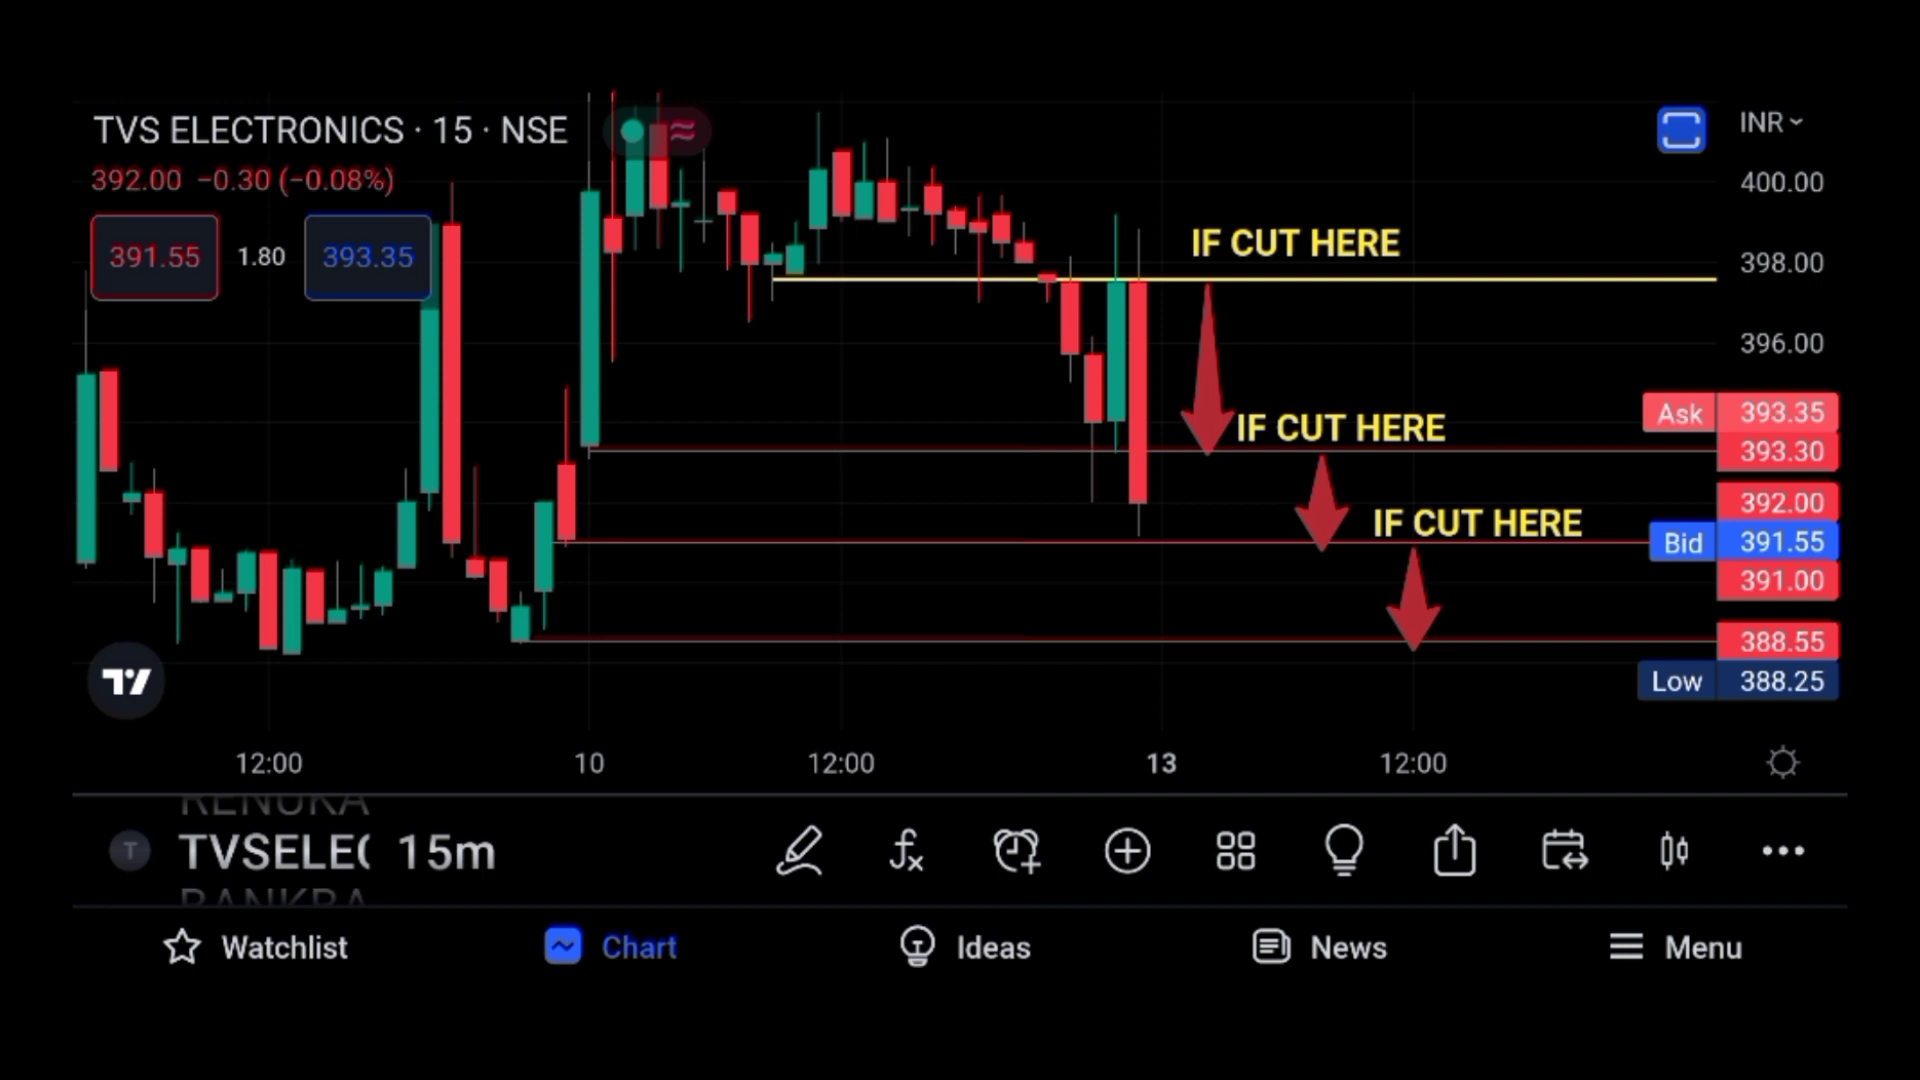 TVS ELECTRONICS · 15 · NSE
392.00 −0.30 (−0.08%)
391.55 1.80 393.35
INR
400.00
IF CUT HERE
398.00
396.00
Ask 393.35
IF CUT HERE
393.30
392.00
IF CUT HERE
Bid 391.55
391.00
388.55
Low 388.25
12:00 10 12:00 13 12:00
RENUKA
T TVSELE 15m
BANKBA
Watchlist Chart Ideas News Menu